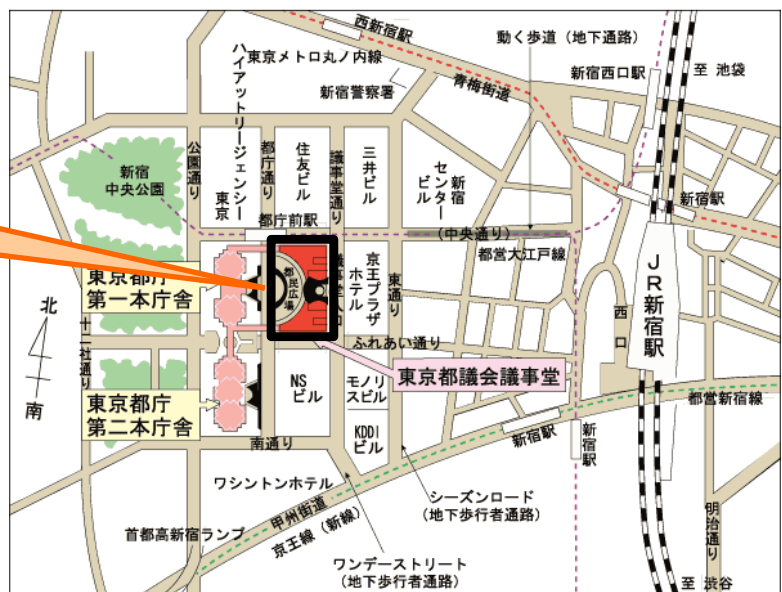 西新宿駅
動く歩道（地下通路）
ハイアットリージェンシー
東京
東京メトロ丸ノ内線
新宿警察署
青梅街道
新宿西口駅
至 池袋
新宿
中央公園
公園通り
都庁通り
住友ビル
議事堂通り
三井ビル
新宿
センター
ビル
新宿駅
都庁前駅
(中央通り)
都営大江戸線
東京都庁
第一本庁舎
都民広場
議事堂入口
京王プラザ
ホテル
東通り
JR新宿駅
西口
北
南
十二社通り
ふれあい通り
東京都議会議事堂
東京都庁
第二本庁舎
NS
ビル
モノリ
スビル
KDDI
ビル
都営新宿線
新宿駅
新宿駅
南通り
ワシントンホテル
シーズンロード
(地下歩行者通路)
甲州街道
京王線（新線）
首都高新宿ランプ
ワンデーストリート
(地下歩行者通路)
明治通り
至 渋谷